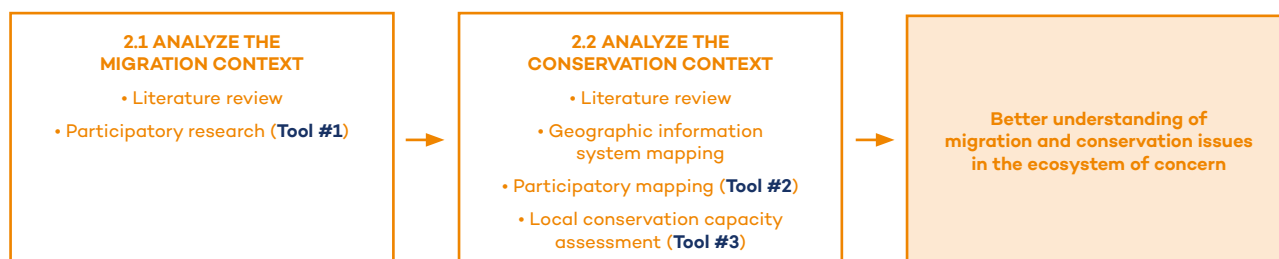 2.1 ANALYZE THE
MIGRATION CONTEXT
• Literature review
• Participatory research (Tool #1)
2.2 ANALYZE THE
CONSERVATION CONTEXT
• Literature review
• Geographic information
system mapping
• Participatory mapping (Tool #2)
• Local conservation capacity
assessment (Tool #3)
Better understanding of
migration and conservation issues
in the ecosystem of concern